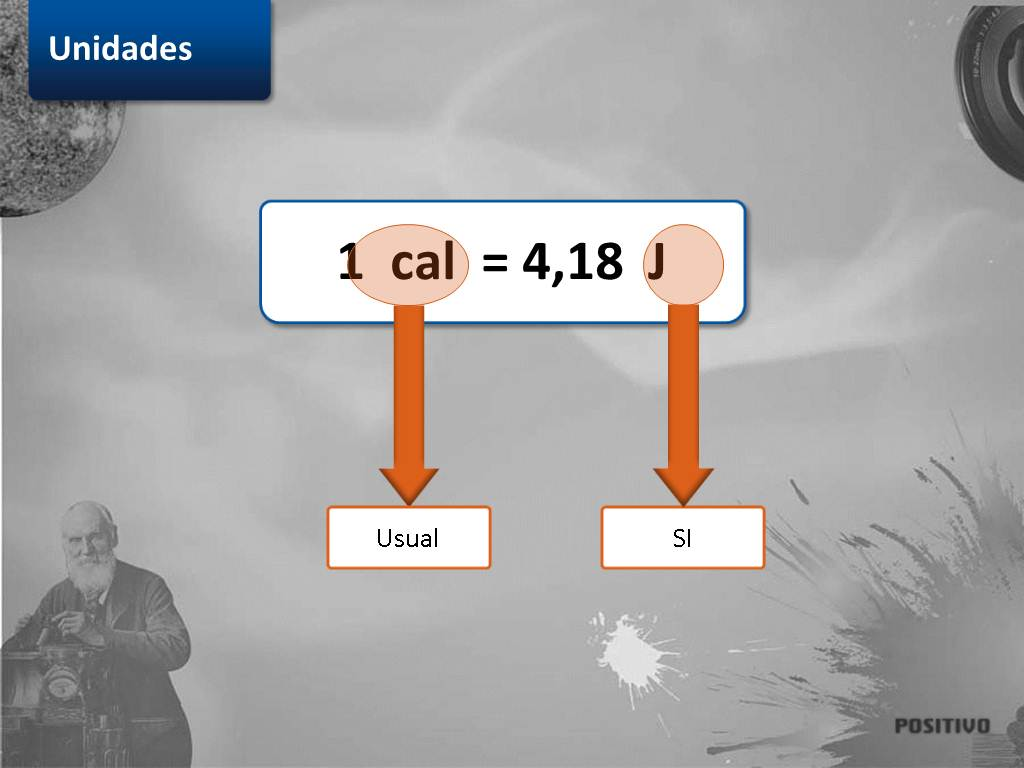 Unidades
1 cal = 4,18 J
Usual
SI
POSITIVO